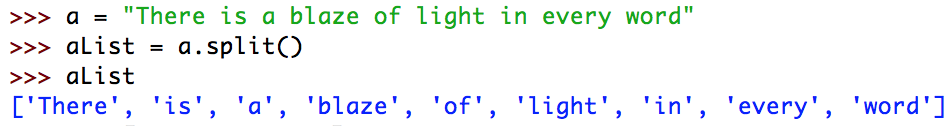 >>> a = "There is a blaze of light in every word"
>>> aList = a.split()
>>> aList
['There', 'is', 'a', 'blaze', 'of', 'light', 'in', 'every', 'word']